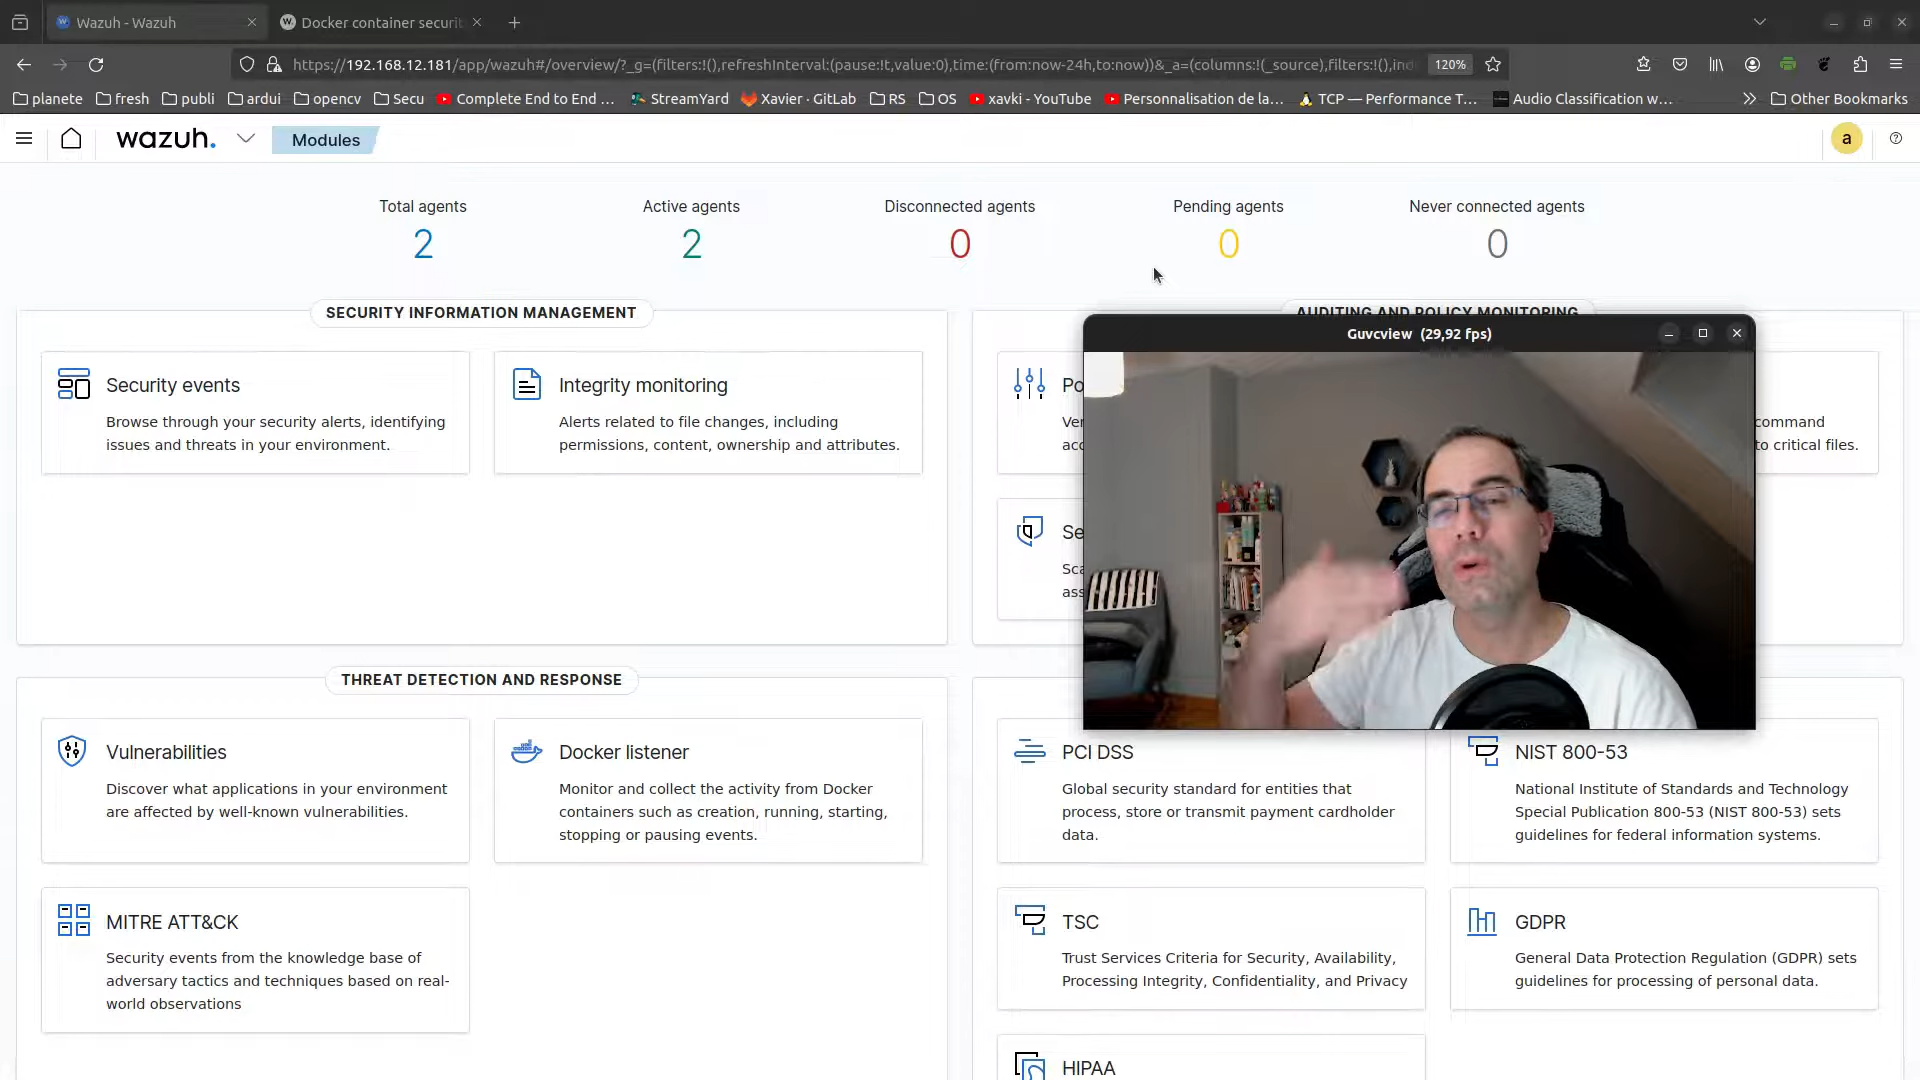 Wazuh - Wazuh
Docker container securit
https://192.168.12.181/app/wazuh#/overview/?_g=(filters:!(),refreshInterval:(pause:!t,value:0),time:(from:now-24h,to:now))&_a=(columns:!(_source),filters:!(),ind
120%
planete
fresh
publi
ardui
opencv
Secu
Complete End to End ...
StreamYard
Xavier · GitLab
RS
OS
xavki - YouTube
Personnalisation de la...
TCP — Performance T...
Audio Classification w...
Other Bookmarks
wazuh.
Modules
a
Total agents
2
Active agents
2
Disconnected agents
0
Pending agents
0
Never connected agents
0
SECURITY INFORMATION MANAGEMENT
Security events
Browse through your security alerts, identifying
issues and threats in your environment.
Integrity monitoring
Alerts related to file changes, including
permissions, content, ownership and attributes.
AUDITING AND POLICY MONITORING
Guvcview (29,92 fps)
Po
Ver
acc
command
to critical files.
Se
Sca
ass
THREAT DETECTION AND RESPONSE
Vulnerabilities
Discover what applications in your environment
are affected by well-known vulnerabilities.
Docker listener
Monitor and collect the activity from Docker
containers such as creation, running, starting,
stopping or pausing events.
MITRE ATT&CK
Security events from the knowledge base of
adversary tactics and techniques based on real-
world observations
PCI DSS
Global security standard for entities that
process, store or transmit payment cardholder
data.
NIST 800-53
National Institute of Standards and Technology
Special Publication 800-53 (NIST 800-53) sets
guidelines for federal information systems.
TSC
Trust Services Criteria for Security, Availability,
Processing Integrity, Confidentiality, and Privacy
GDPR
General Data Protection Regulation (GDPR) sets
guidelines for processing of personal data.
HIPAA